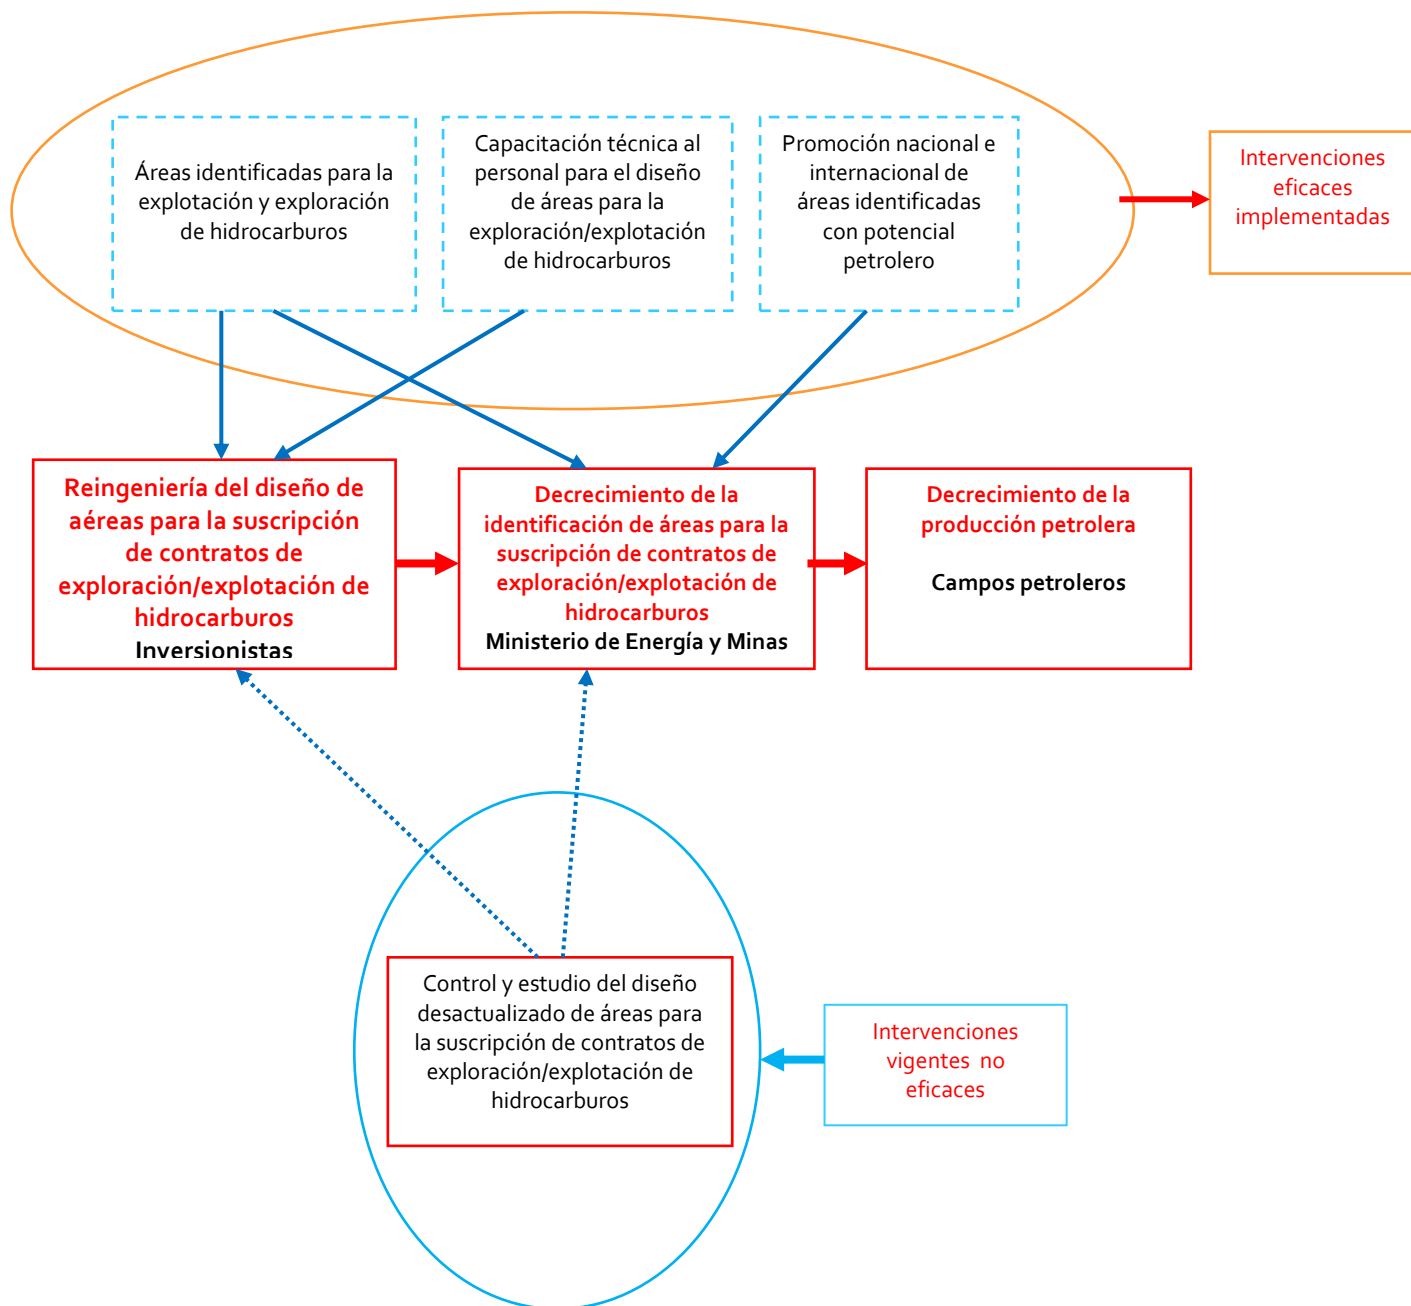 Áreas identificadas para la
explotación y exploración
de hidrocarburos
Capacitación técnica al
personal para el diseño
de áreas para la
exploración/explotación
de hidrocarburos
Promoción nacional e
internacional de
áreas identificadas
con potencial
petrolero
Intervenciones
eficaces
implementadas
Reingeniería del diseño de
aéreas para la suscripción
de contratos de
exploración/explotación de
hidrocarburos
Inversionistas
Decrecimiento de la
identificación de áreas para la
suscripción de contratos de
exploración/explotación de
hidrocarburos
Ministerio de Energía y Minas
Decrecimiento de la
producción petrolera
Campos petroleros
Control y estudio del diseño
desactualizado de áreas para
la suscripción de contratos de
exploración/explotación de
hidrocarburos
Intervenciones
vigentes no
eficaces